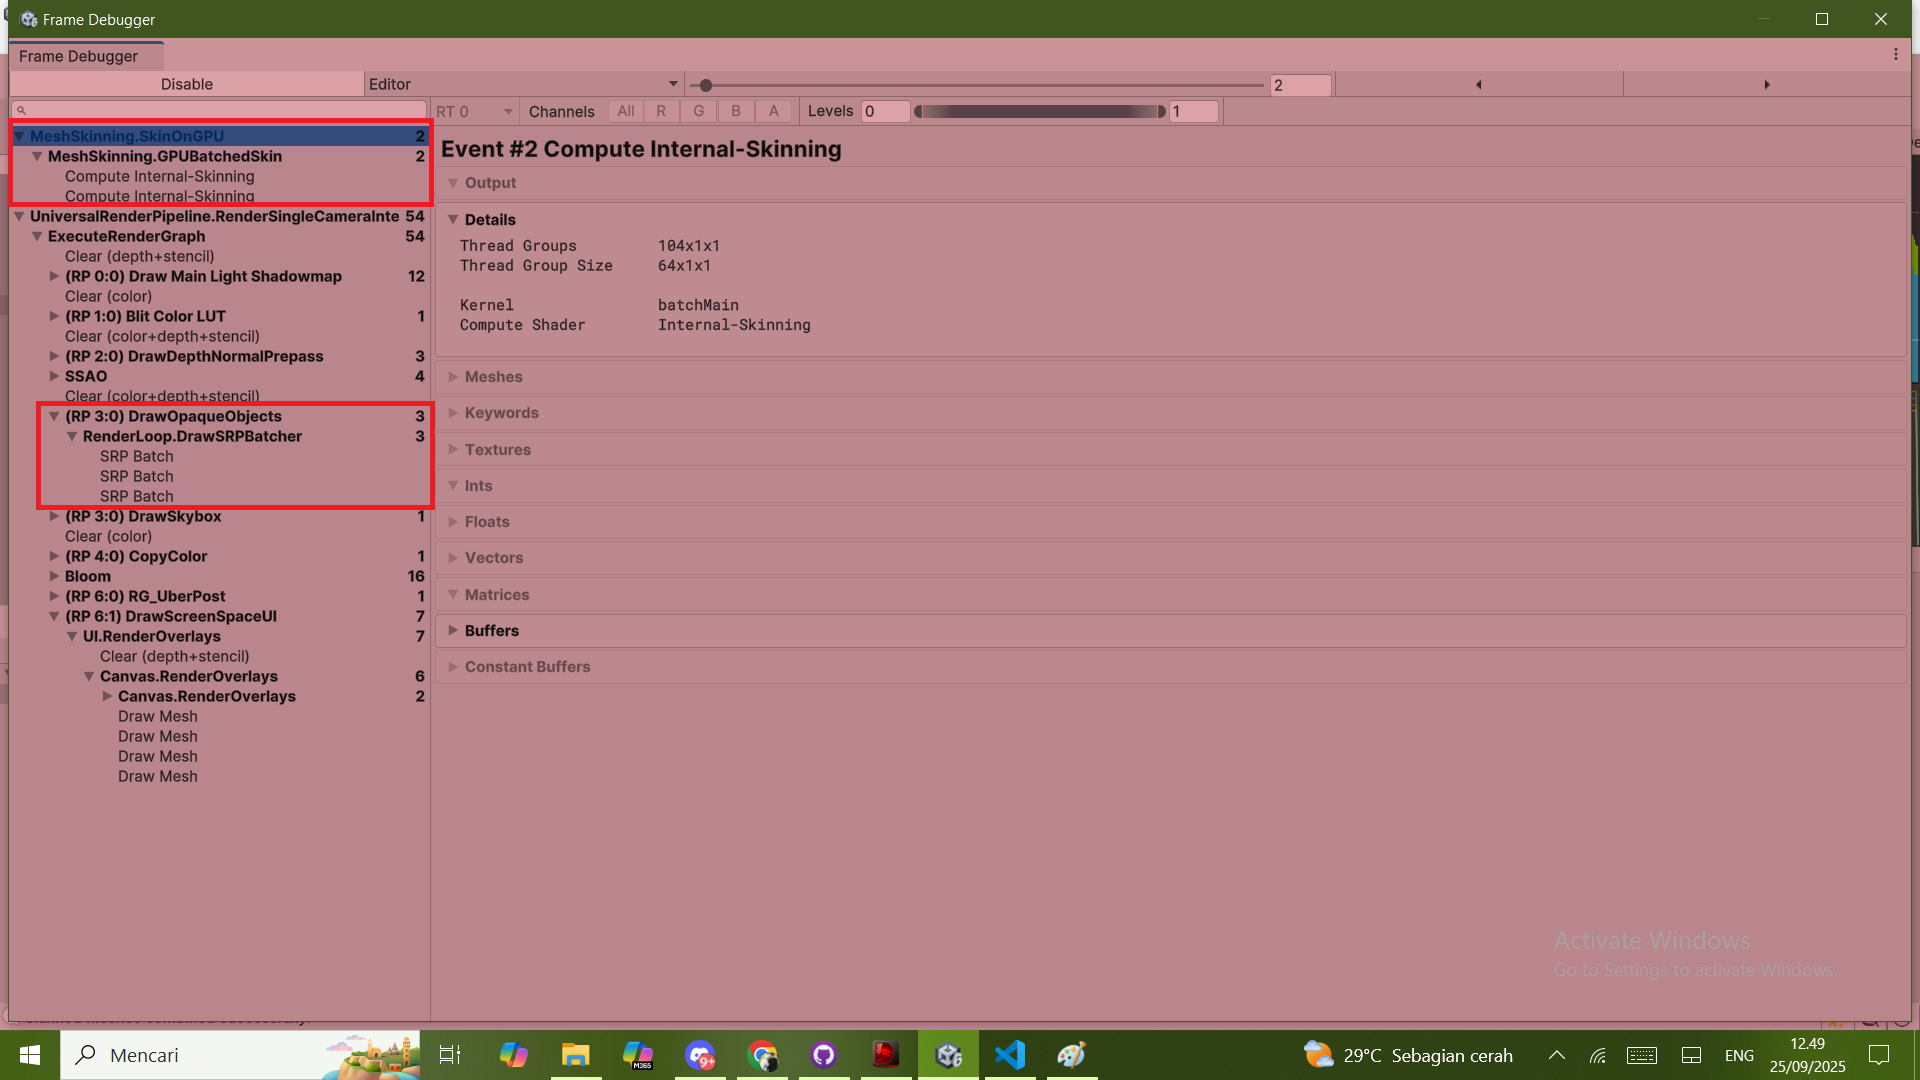 Frame Debugger
Frame Debugger
Disable
Editor
2
RT 0
Channels
All
R
G
B
A
Levels
0
1
MeshSkinning.SkinOnGPU 2
MeshSkinning.GPUBatchedSkin 2
Compute Internal-Skinning
Compute Internal-Skinning
UniversalRenderPipeline.RenderSingleCameraInte 54
ExecuteRenderGraph 54
Clear (depth+stencil)
(RP 0:0) Draw Main Light Shadowmap 12
Clear (color)
(RP 1:0) Blit Color LUT 1
Clear (color+depth+stencil)
(RP 2:0) DrawDepthNormalPrepass 3
SSAO 4
Clear (color+depth+stencil)
(RP 3:0) DrawOpaqueObjects 3
RenderLoop.DrawSRPBatcher 3
SRP Batch
SRP Batch
SRP Batch
(RP 3:0) DrawSkybox 1
Clear (color)
(RP 4:0) CopyColor 1
Bloom 16
(RP 6:0) RG_UberPost 1
(RP 6:1) DrawScreenSpaceUI 7
UI.RenderOverlays 7
Clear (depth+stencil)
Canvas.RenderOverlays 6
Canvas.RenderOverlays 2
Draw Mesh
Draw Mesh
Draw Mesh
Draw Mesh
Event #2 Compute Internal-Skinning
Output
Details
Thread Groups 104x1x1
Thread Group Size 64x1x1
Kernel batchMain
Compute Shader Internal-Skinning
Meshes
Keywords
Textures
Ints
Floats
Vectors
Matrices
Buffers
Constant Buffers
Activate Windows
Go to Settings to activate Windows.
Mencari
M365
9+
29°C Sebagian cerah
ENG
12.49
25/09/2025